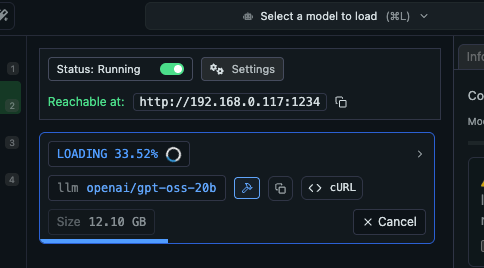 Select a model to load (⌘L)
Info
1
Status: Running
Settings
2
Reachable at: http://192.168.0.117:1234
Co
Mo
3
LOADING 33.52%
4
llm openai/gpt-oss-20b
cURL
Size 12.10 GB
Cancel